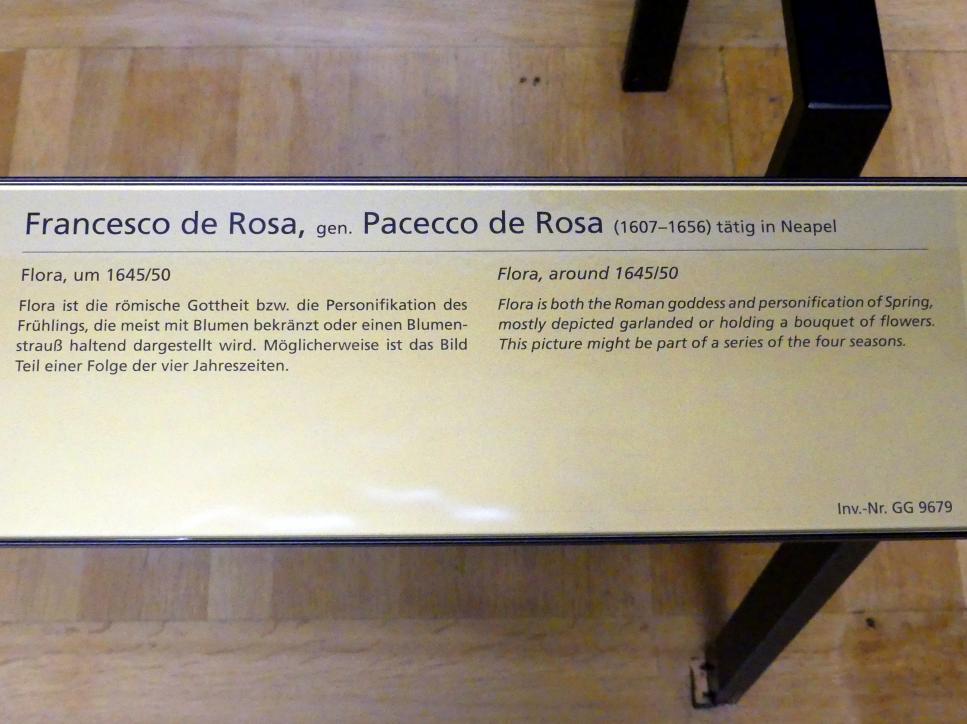 Francesco de Rosa, gen. Pacecco de Rosa (1607–1656) tätig in Neapel
Flora, um 1645/50
Flora ist die römische Gottheit bzw. die Personifikation des
Frühlings, die meist mit Blumen bekränzt oder einen Blumen-
strauß haltend dargestellt wird. Möglicherweise ist das Bild
Teil einer Folge der vier Jahreszeiten.
Flora, around 1645/50
Flora is both the Roman goddess and personification of Spring,
mostly depicted garlanded or holding a bouquet of flowers.
This picture might be part of a series of the four seasons.
Inv.-Nr. GG 9679